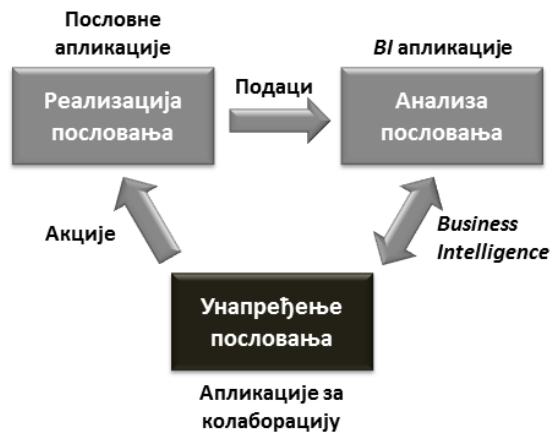 Пословне
апликације
BI апликације
Реализација
пословања
Подаци
Анализа
пословања
Акције
Business
Intelligence
Унапређење
пословања
Апликације за
колаборацију